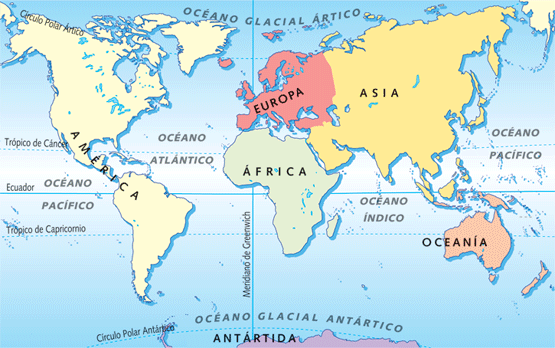 OCÉANO GLACIAL ÁRTICO
Círculo Polar Ártico
EUROPA
ASIA
OCÉANO
ATLÁNTICO
OCÉANO
PACÍFICO
Trópico de Cáncer
AMÉRICA
ÁFRICA
Ecuador
OCÉANO
PACÍFICO
OCÉANO
ÍNDICO
Trópico de Capricornio
Meridiano de Greenwich
OCEANÍA
OCÉANO GLACIAL ANTÁRTICO
Círculo Polar Antártico
ANTÁRTIDA